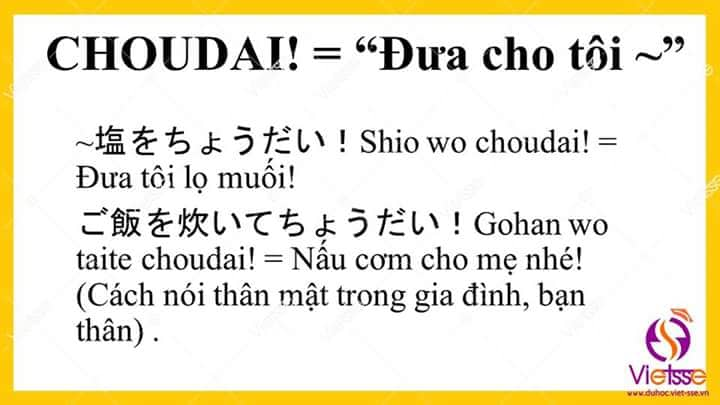 CHOUDAI! = “Đưa cho tôi ~”
~塩をちょうだい！Shio wo choudai! =
Đưa tôi lọ muối!
ご飯を炊いてちょうだい！Gohan wo
taite choudai! = Nấu cơm cho mẹ nhé!
(Cách nói thân mật trong gia đình, bạn
thân) .
Vietsse
www.duhoc.viet-sse.vn